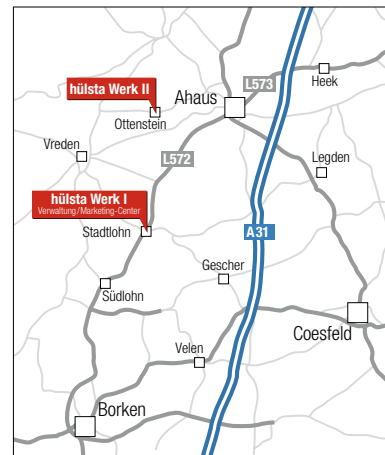 L573
Heek
hülsta Werk II
Ahaus
Ottenstein
Vreden
L572
Legden
hülsta Werk I
Verwaltung/Marketing-Center
Stadtlohn
A31
Gescher
Südlohn
Coesfeld
Velen
Borken